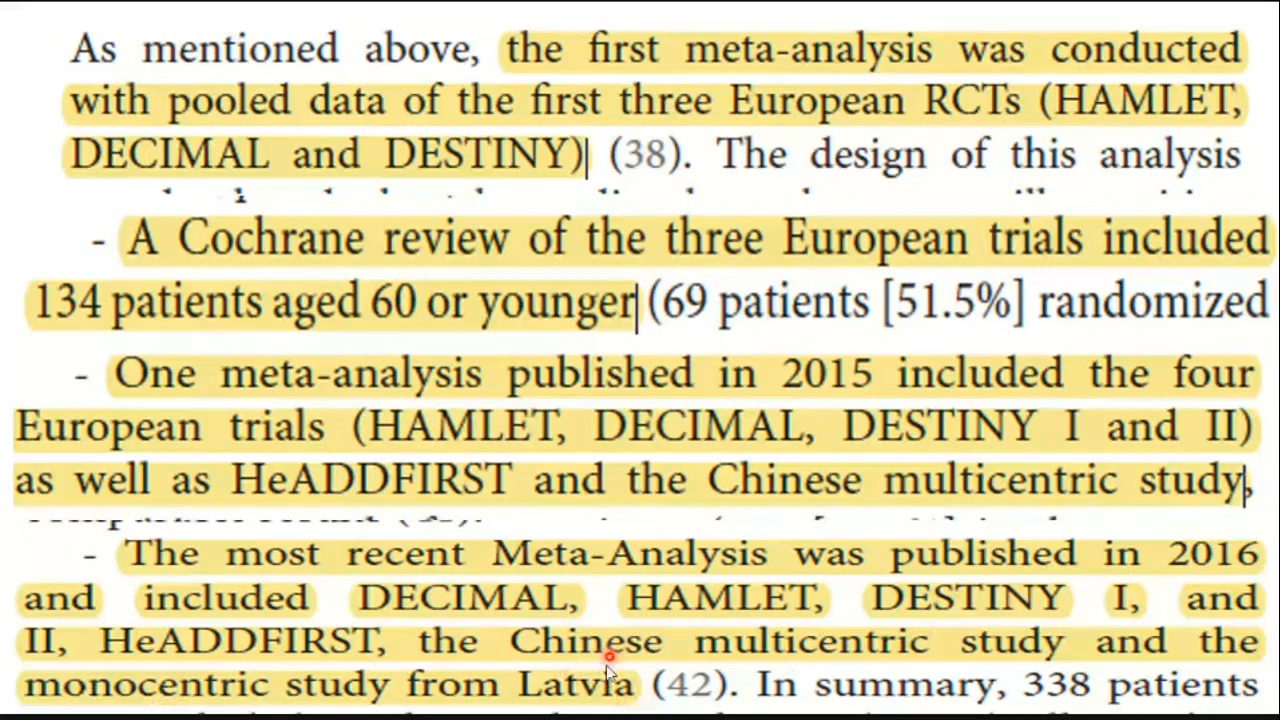 As mentioned above, the first meta-analysis was conducted
with pooled data of the first three European RCTs (HAMLET,
DECIMAL and DESTINY) (38). The design of this analysis
- A Cochrane review of the three European trials included
134 patients aged 60 or younger (69 patients [51.5%] randomized
- One meta-analysis published in 2015 included the four
European trials (HAMLET, DECIMAL, DESTINY I and II)
as well as HeADDFIRST and the Chinese multicentric study,
- The most recent Meta-Analysis was published in 2016
and included DECIMAL, HAMLET, DESTINY I, and
II, HeADDFIRST, the Chinese multicentric study and the
monocentric study from Latvia (42). In summary, 338 patients